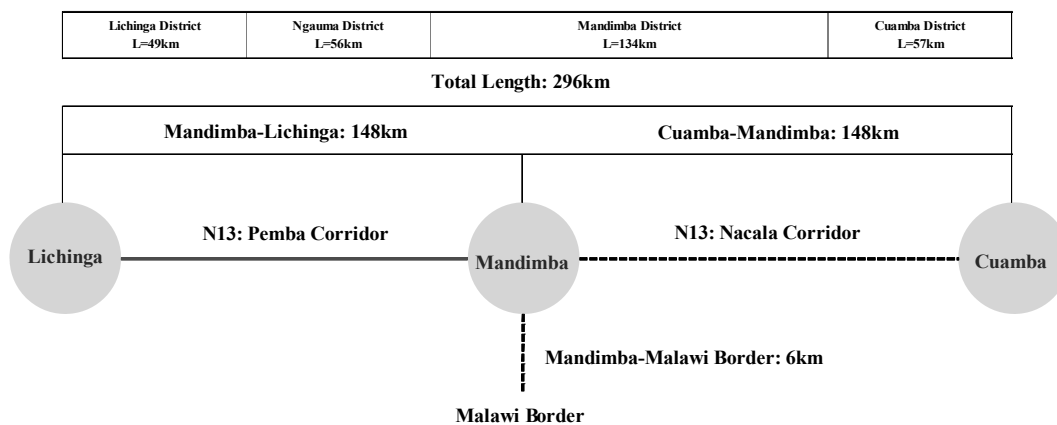 Lichinga District
L=49km
Ngauma District
L=56km
Mandimba District
L=134km
Cuamba District
L=57km
Total Length: 296km
Mandimba-Lichinga: 148km
Cuamba-Mandimba: 148km
N13: Pemba Corridor
N13: Nacala Corridor
Lichinga
Mandimba
Cuamba
Mandimba-Malawi Border: 6km
Malawi Border